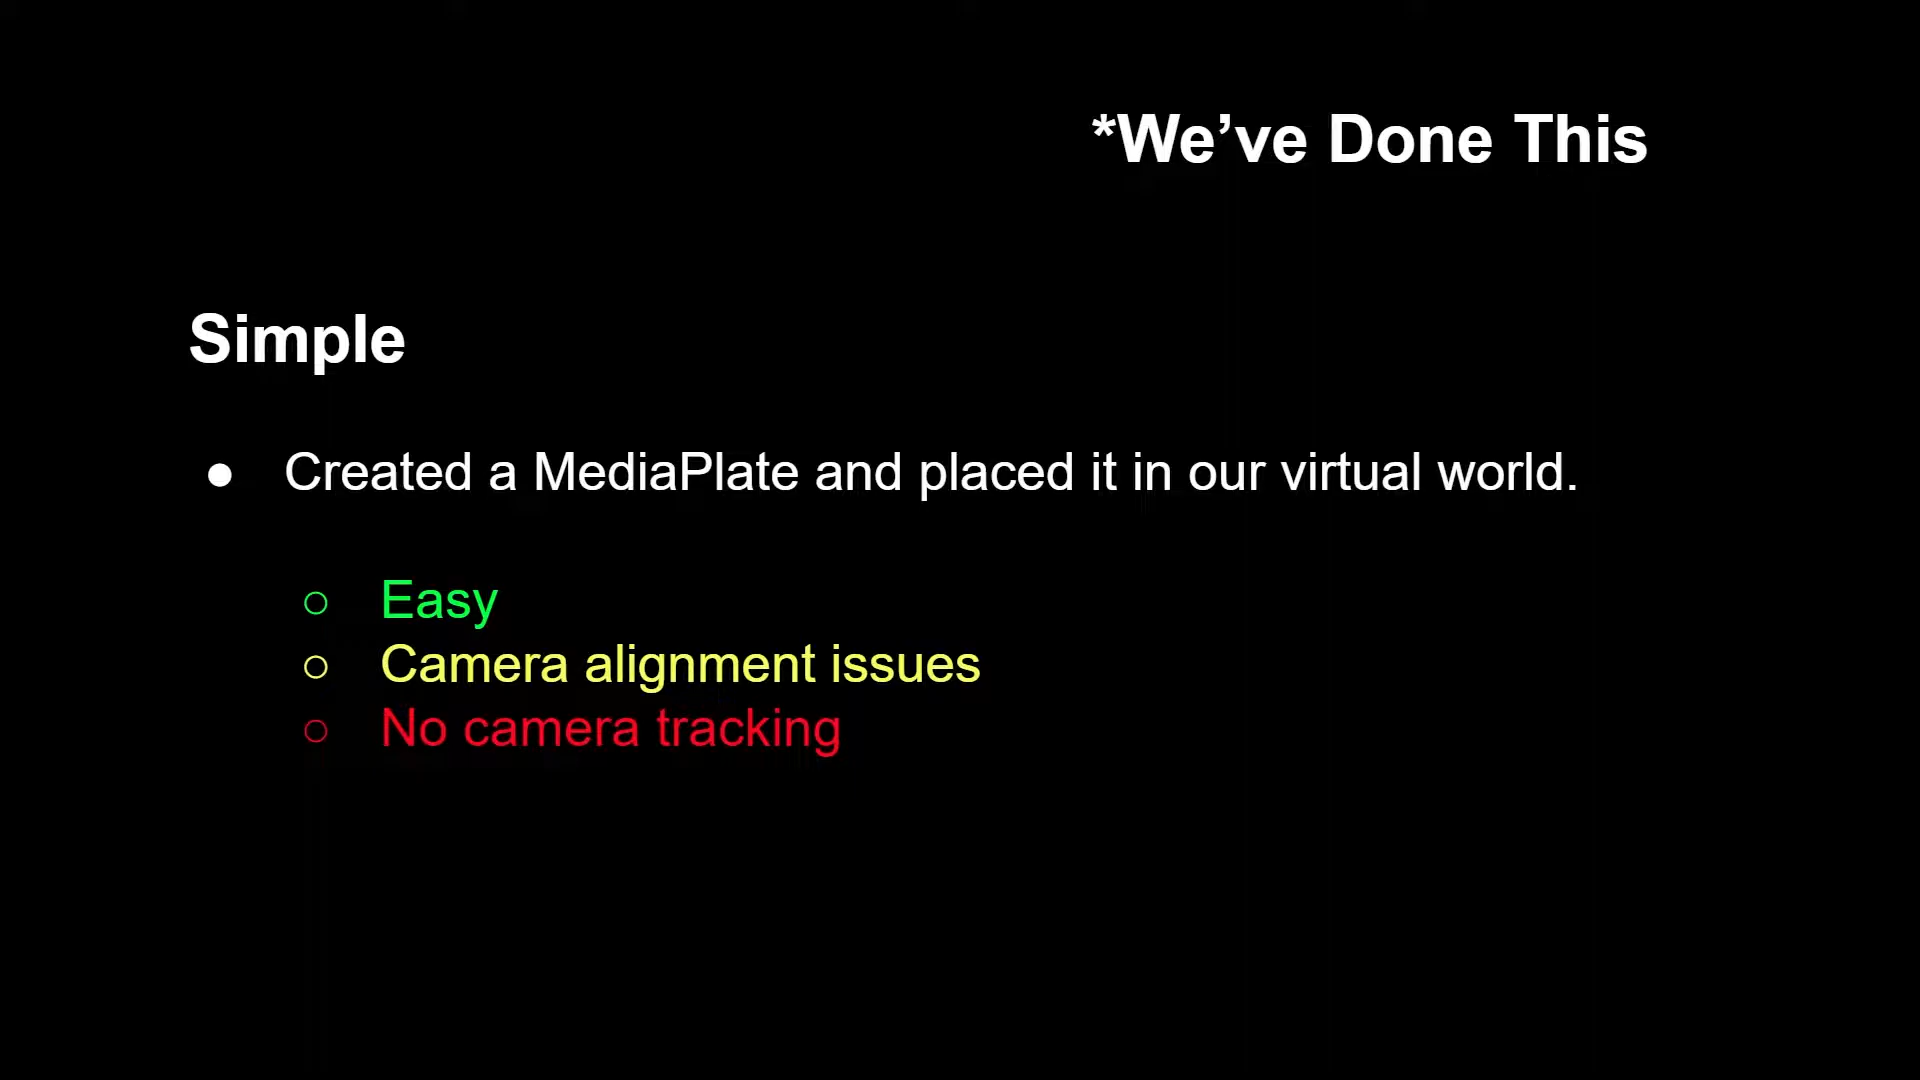 *We’ve Done This
Simple
● Created a MediaPlate and placed it in our virtual world.
○ Easy
○ Camera alignment issues
○ No camera tracking